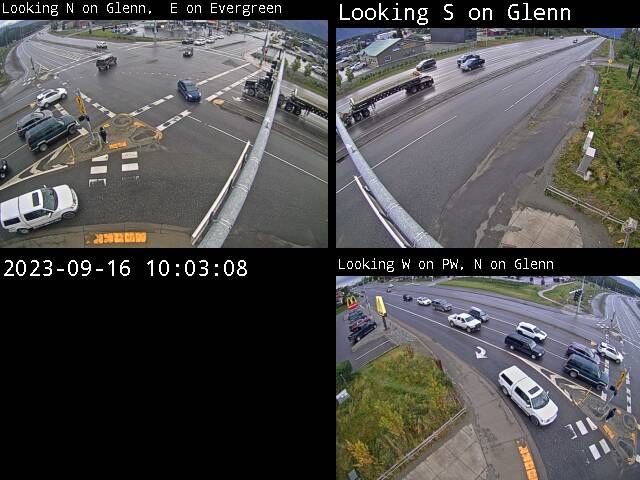 Looking N on Glenn, E on Evergreen
Looking S on Glenn
2023-09-16 10:03:08
Looking W on PW, N on Glenn